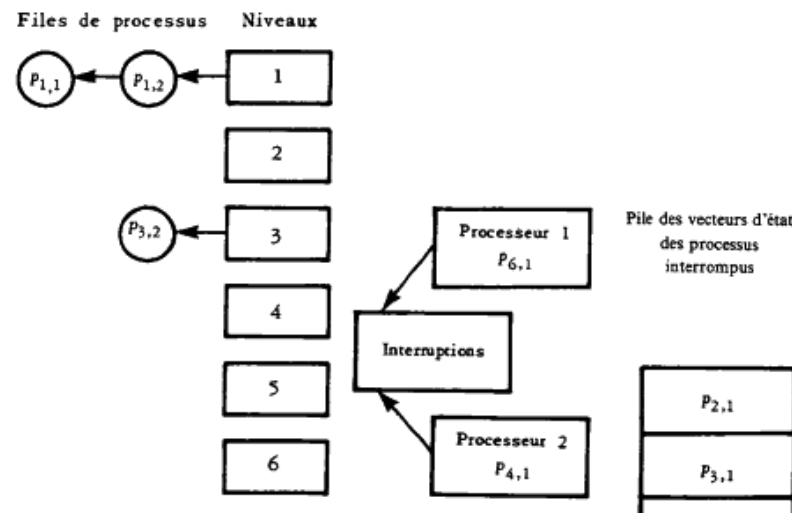 Files de processus Niveaux
P1,1 P1,2 1
2
P3,2 3
Processeur 1
P6,1
Pile des vecteurs d'état
des processus
interrompus
4
Interruptions
5
P2,1
6
Processeur 2
P4,1
P3,1